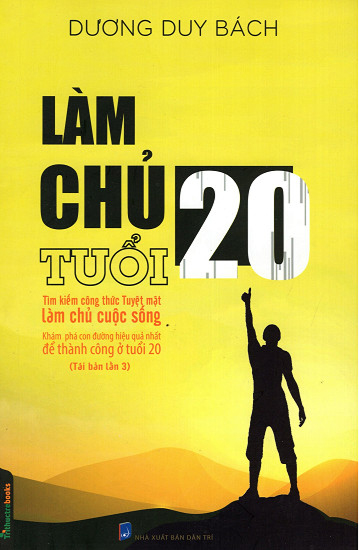 DƯƠNG DUY BÁCH
LÀM
CHỦ
TUỔI 20
Tìm kiếm công thức Tuyệt mật
làm chủ cuộc sống
Khám phá con đường hiệu quả nhất
để thành công ở tuổi 20
(Tái bản lần 3)
Trithuctrebooks
NHÀ XUẤT BẢN DÂN TRÍ